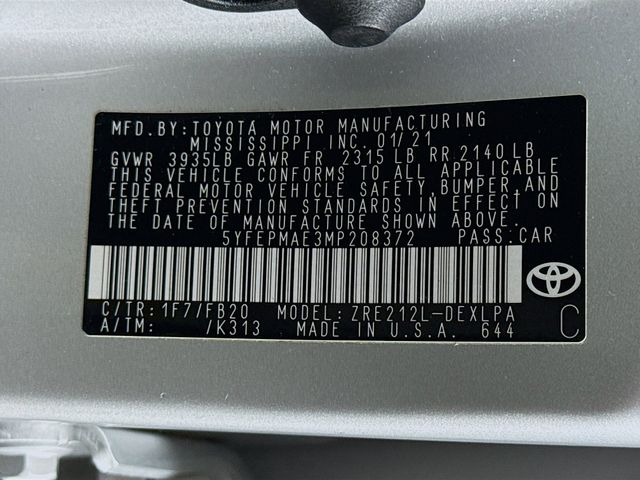 MFD.BY:TOYOTA MOTOR MANUFACTURING
MISSISSIPPI INC. 01/21
GVWR 3935LB GAWR FR 2315 LB RR 2140 LB
THIS VEHICLE CONFORMS TO ALL APPLICABLE
FEDERAL MOTOR VEHICLE SAFETY,BUMPER,AND
THEFT PREVENTION STANDARDS IN EFFECT ON
THE DATE OF MANUFACTURE SHOWN ABOVE.
5YFEPMAE3MP208372 PASS:CAR
C/TR:1F7/FB20 MODEL:ZRE212L-DEXLPA
A/TM: /K313 MADE IN U.S.A. 644 C